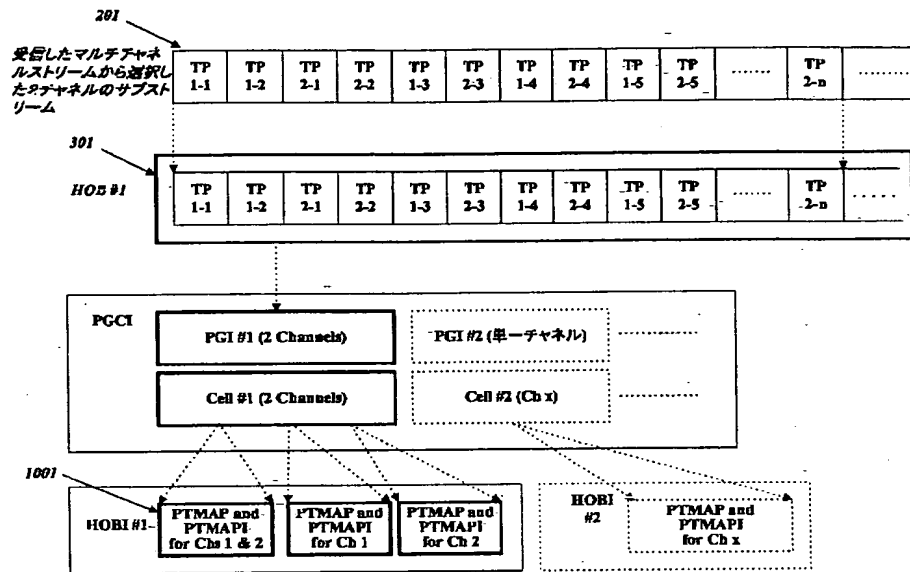 201
受信したマルチチャネ
ルストリームから選択し
た2チャネルのサブスト
リーム
TP 1-1 TP 1-2 TP 2-1 TP 2-2 TP 1-3 TP 2-3 TP 1-4 TP 2-4 TP 1-5 TP 2-5 ....... TP 2-n ........
301
HOB #1
TP 1-1 TP 1-2 TP 2-1 TP 2-2 TP 1-3 TP 2-3 TP 1-4 TP 2-4 TP 1-5 TP 2-5 ....... TP 2-n ......
PGCI
PGI #1 (2 Channels)
PGI #2 (単一チャネル)
Cell #1 (2 Channels)
Cell #2 (Ch x)
1001
HOBI #1
PTMAP and
PTMAPI
for Chs 1 & 2
PTMAP and
PTMAPI
for Ch 1
PTMAP and
PTMAPI
for Ch 2
HOBI
#2
PTMAP and
PTMAPI
for Ch x